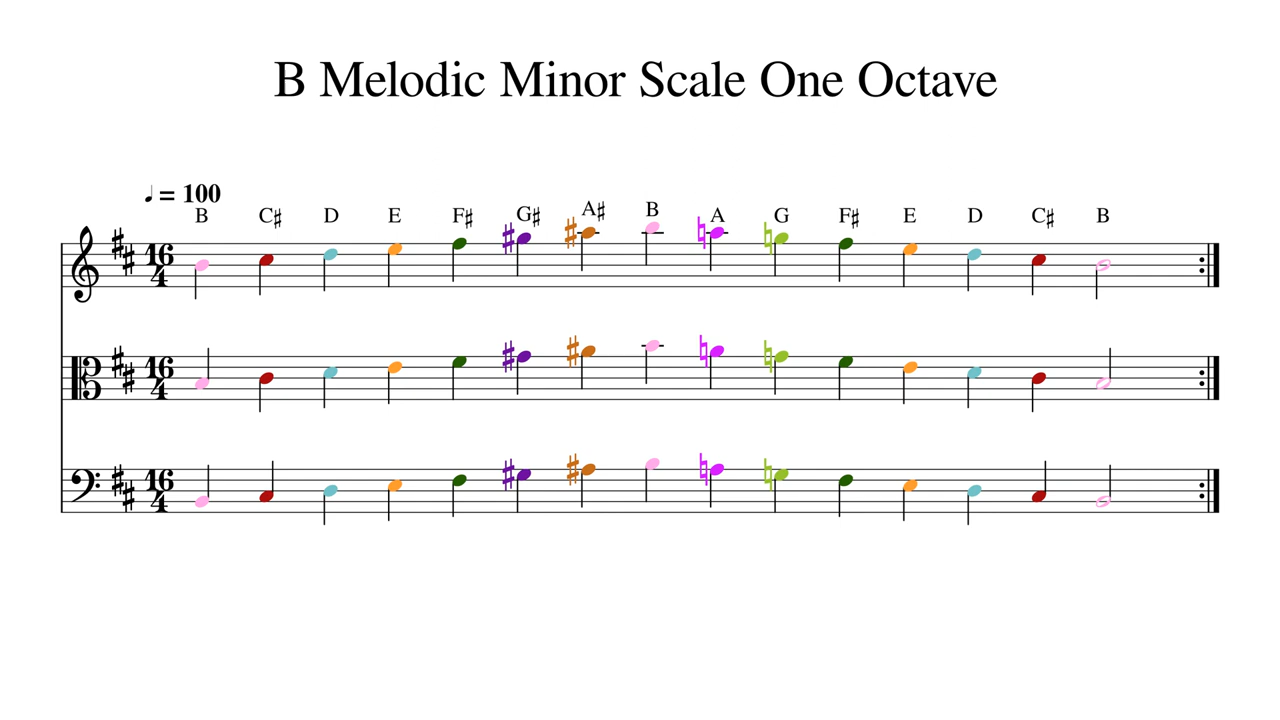 B Melodic Minor Scale One Octave
♩ = 100
B C♯ D E F♯ G♯ A♯ B A G F♯ E D C♯ B
16
4
16
4
16
4